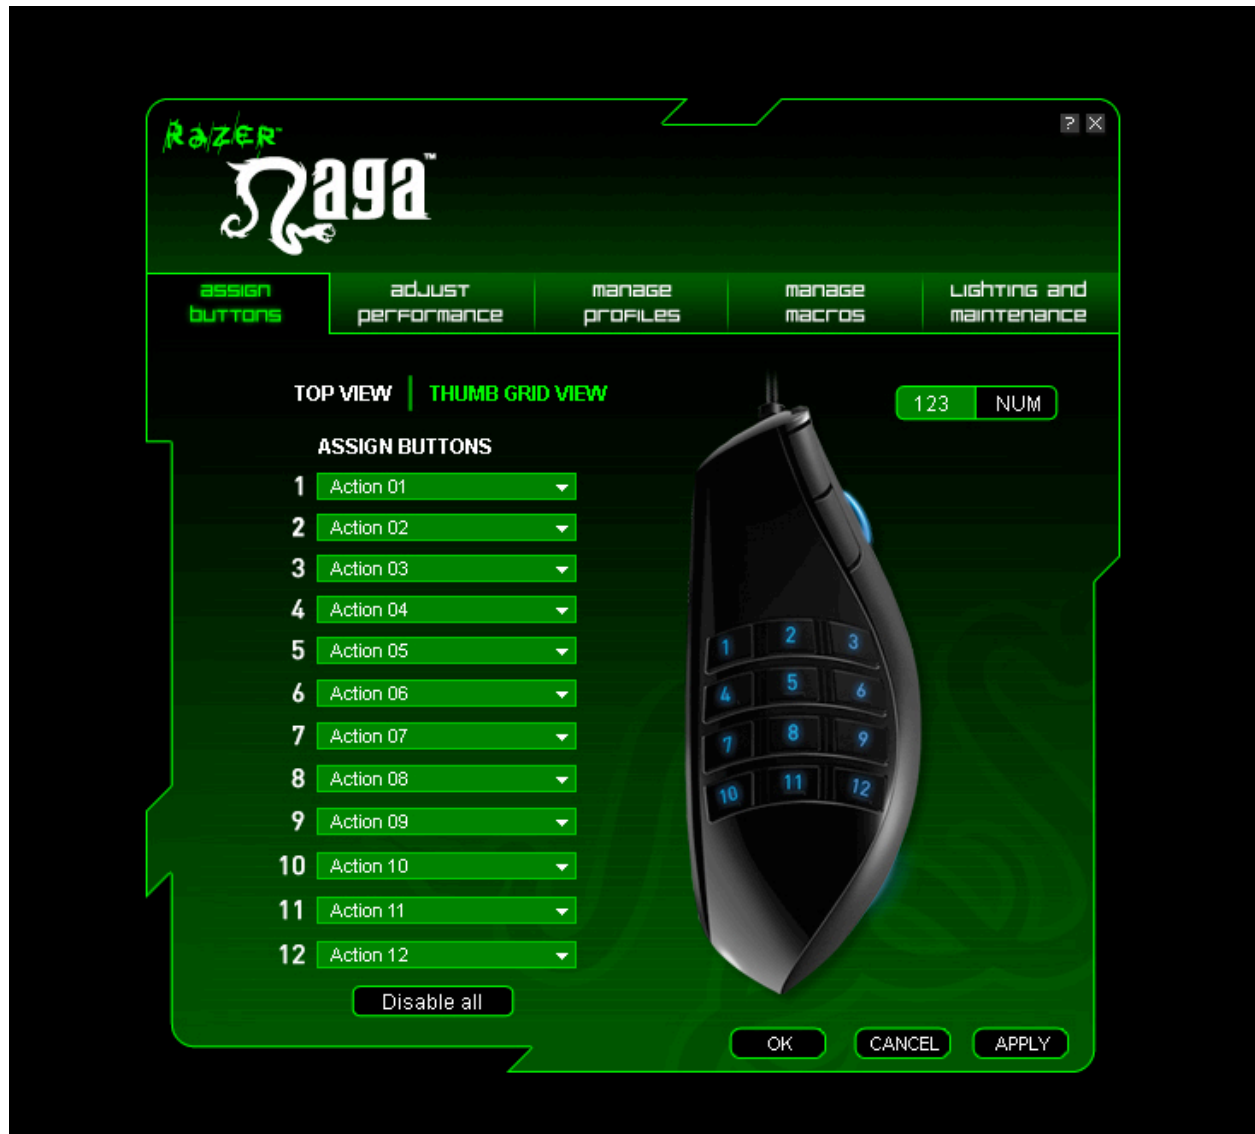 RAZER™
Naga™
? X
assign buttons
adjust performance
manage profiles
manage macros
Lighting and maintenance
TOP VIEW | THUMB GRID VIEW
123 NUM
ASSIGN BUTTONS
1 Action 01
2 Action 02
3 Action 03
4 Action 04
5 Action 05
6 Action 06
7 Action 07
8 Action 08
9 Action 09
10 Action 10
11 Action 11
12 Action 12
1 2 3
4 5 6
7 8 9
10 11 12
Disable all
OK CANCEL APPLY